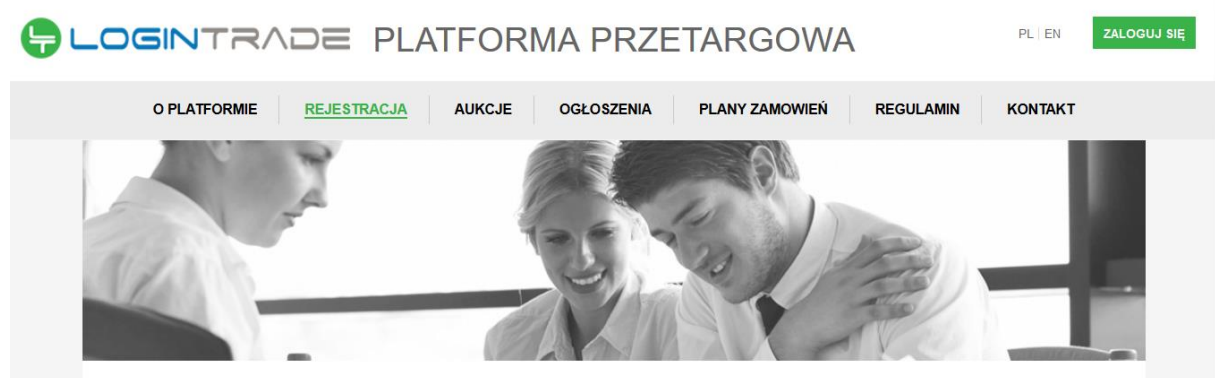 LOGINTRADE PLATFORMA PRZETARGOWA
PL | EN
ZALOGUJ SIĘ
O PLATFORMIE
REJESTRACJA
AUKCJE
OGŁOSZENIA
PLANY ZAMOWIEŃ
REGULAMIN
KONTAKT